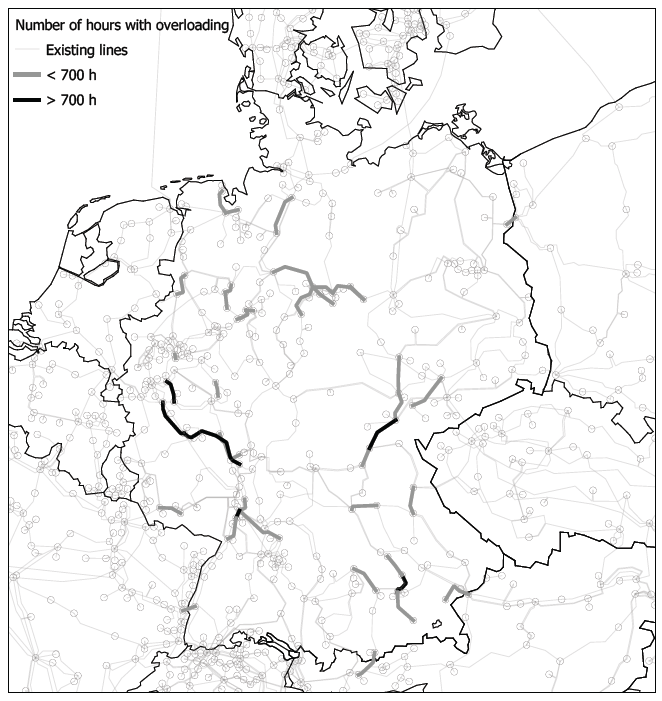 Number of hours with overloading
Existing lines
< 700 h
> 700 h